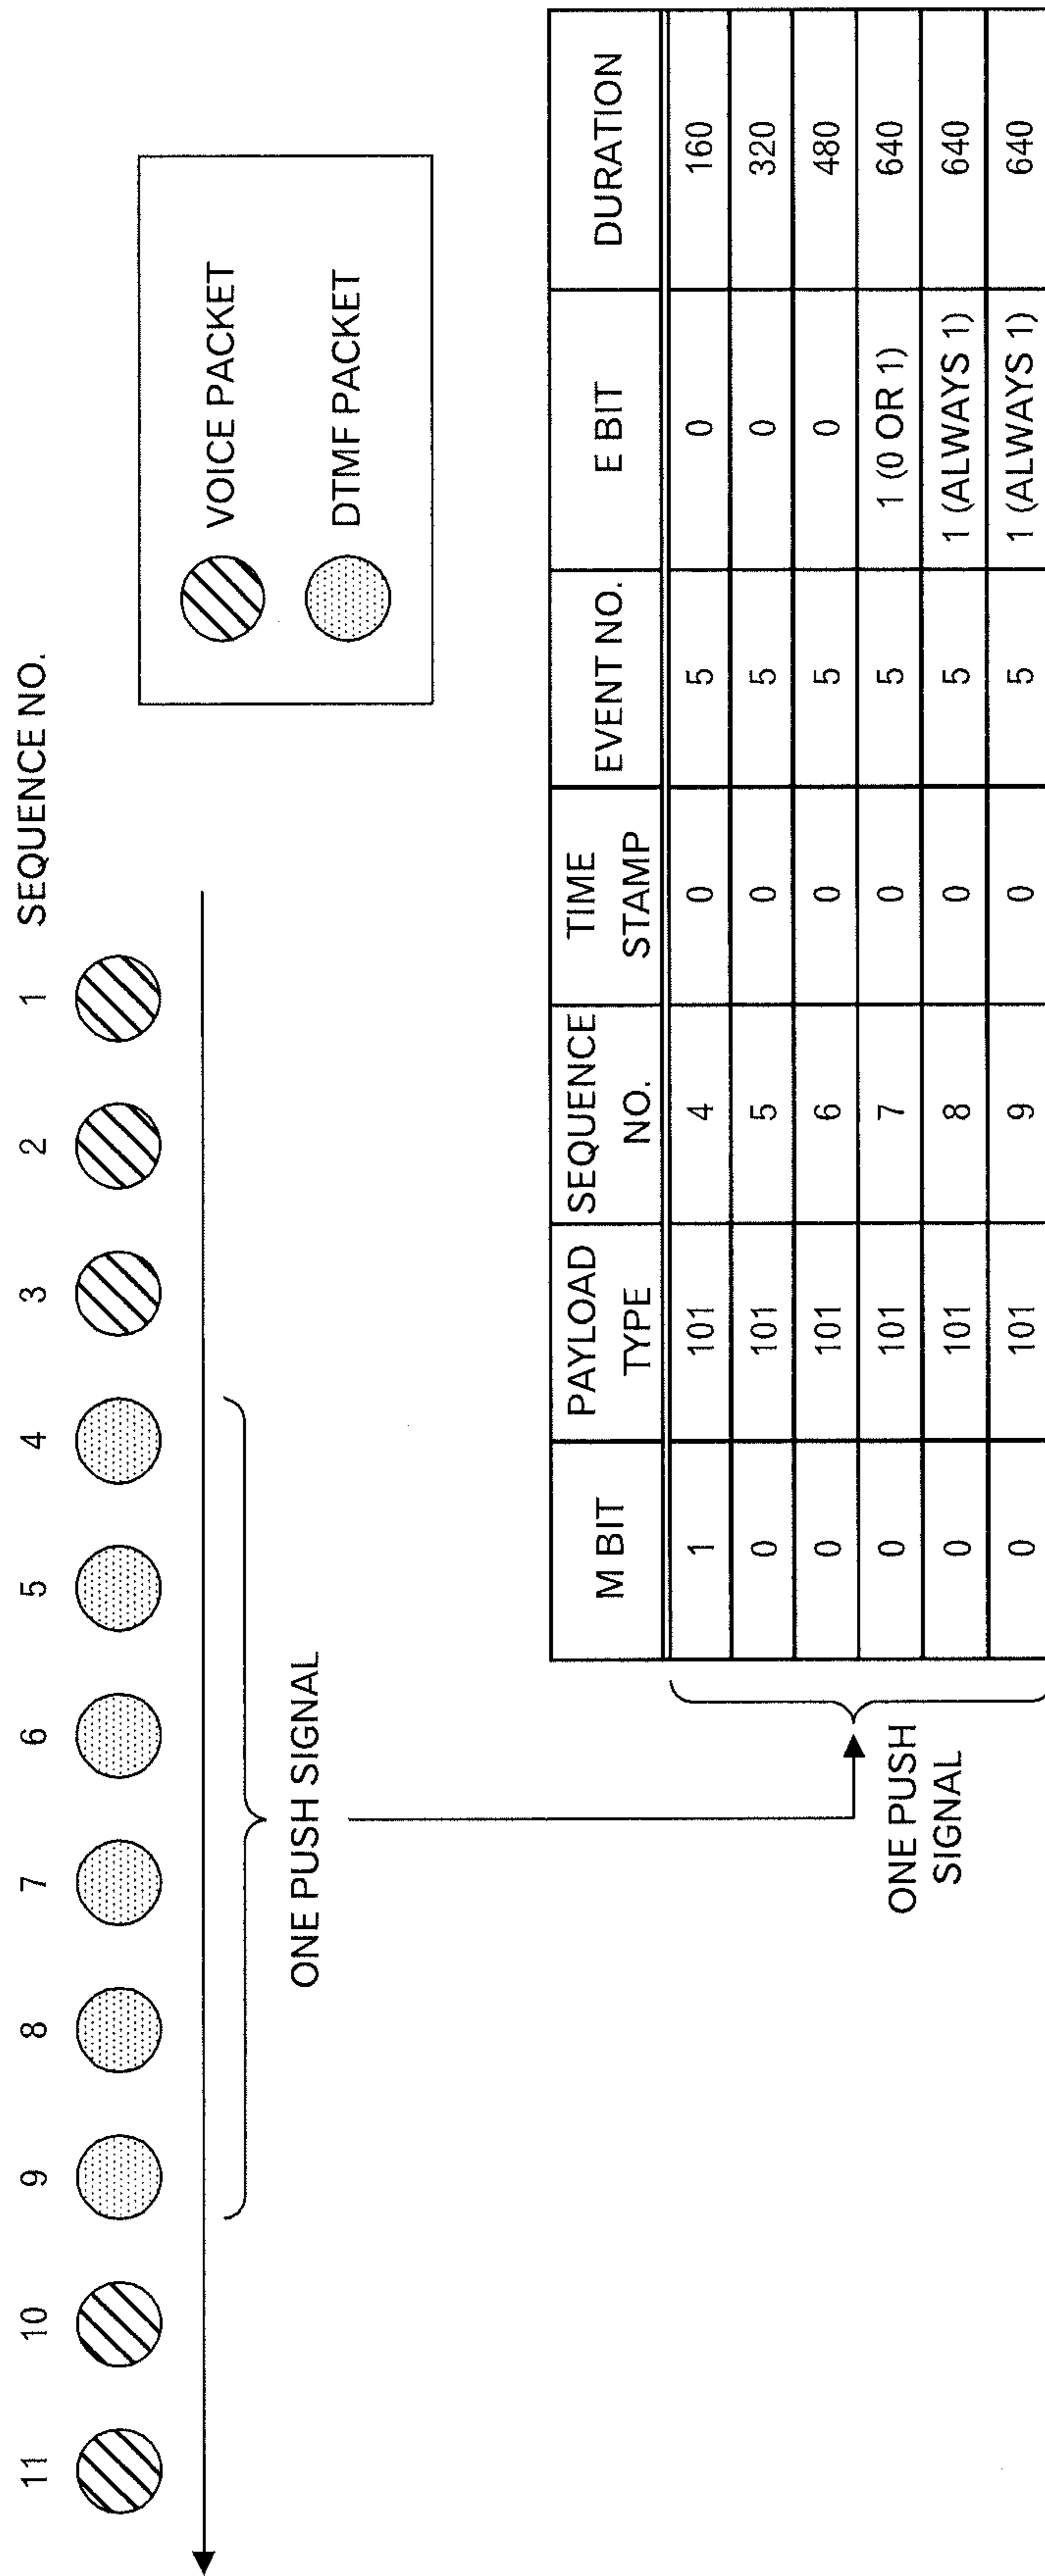 11 10 9 8 7 6 5 4 3 2 1 SEQUENCE NO.
VOICE PACKET
DTMF PACKET
ONE PUSH SIGNAL
ONE PUSH
SIGNAL
M BIT PAYLOAD TYPE SEQUENCE NO. TIME STAMP EVENT NO. E BIT DURATION
1 101 4 0 5 0 160
0 101 5 0 5 0 320
0 101 6 0 5 0 480
0 101 7 0 5 1 (0 OR 1) 640
0 101 8 0 5 1 (ALWAYS 1) 640
0 101 9 0 5 1 (ALWAYS 1) 640